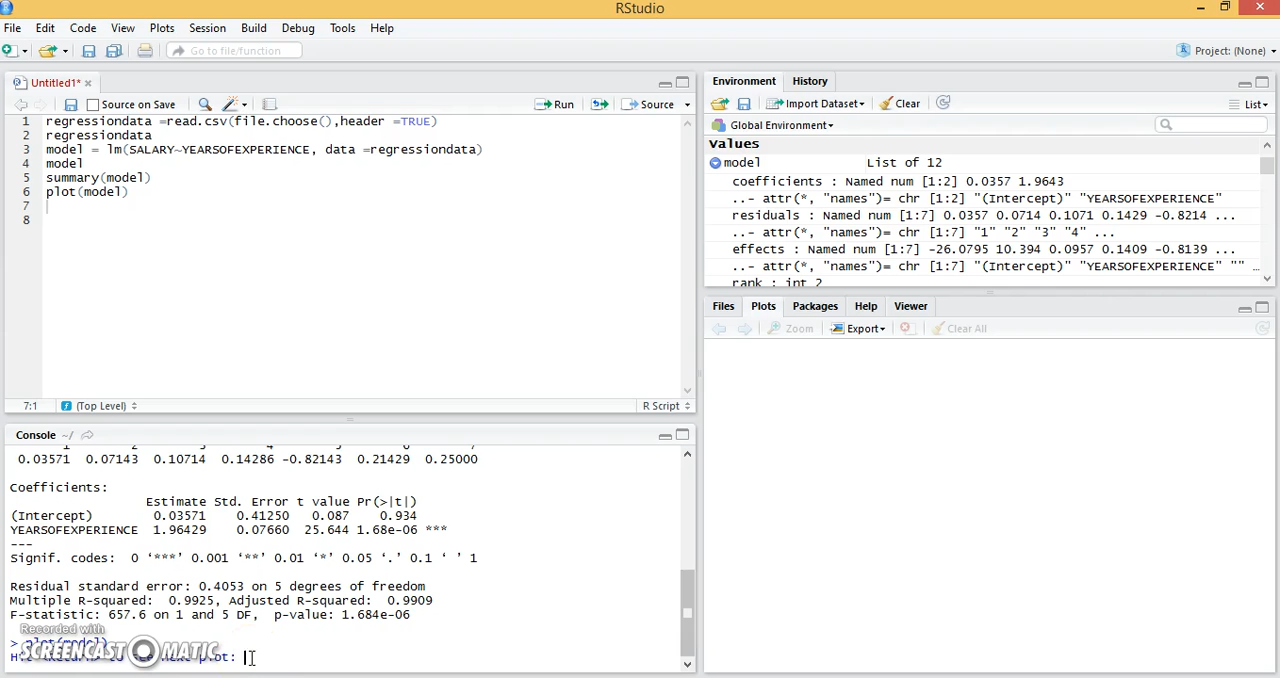 RStudio
File Edit Code View Plots Session Build Debug Tools Help
Go to file/function
Project: (None)
Untitled1*
Source on Save
Run
Source
1 regressiondata =read.csv(file.choose(),header =TRUE)
2 regressiondata
3 model = lm(SALARY~YEARSOFEXPERIENCE, data =regressiondata)
4 model
5 summary(model)
6 plot(model)
7
8
7:1
(Top Level)
R Script
Console ~/
0.03571 0.07143 0.10714 0.14286 -0.82143 0.21429 0.25000
Coefficients:
Estimate Std. Error t value Pr(>|t|)
(Intercept) 0.03571 0.41250 0.087 0.934
YEARSOFEXPERIENCE 1.96429 0.07660 25.644 1.68e-06 ***
---
Signif. codes: 0 ‘***’ 0.001 ‘**’ 0.01 ‘*’ 0.05 ‘.’ 0.1 ‘ ’ 1
Residual standard error: 0.4053 on 5 degrees of freedom
Multiple R-squared: 0.9925, Adjusted R-squared: 0.9909
F-statistic: 657.6 on 1 and 5 DF, p-value: 1.684e-06
Recorded with
> plot(model)
SCREENCAST MATIC
Hit <Return> to see next plot:
Environment History
Import Dataset Clear
List
Global Environment
Values
model List of 12
coefficients : Named num [1:2] 0.0357 1.9643
..- attr(*, "names")= chr [1:2] "(Intercept)" "YEARSOFEXPERIENCE"
residuals : Named num [1:7] 0.0357 0.0714 0.1071 0.1429 -0.8214 ...
..- attr(*, "names")= chr [1:7] "1" "2" "3" "4" ...
effects : Named num [1:7] -26.0795 10.394 0.0957 0.1409 -0.8139 ...
..- attr(*, "names")= chr [1:7] "(Intercept)" "YEARSOFEXPERIENCE" "" ...
rank : int 2
Files Plots Packages Help Viewer
Zoom Export Clear All